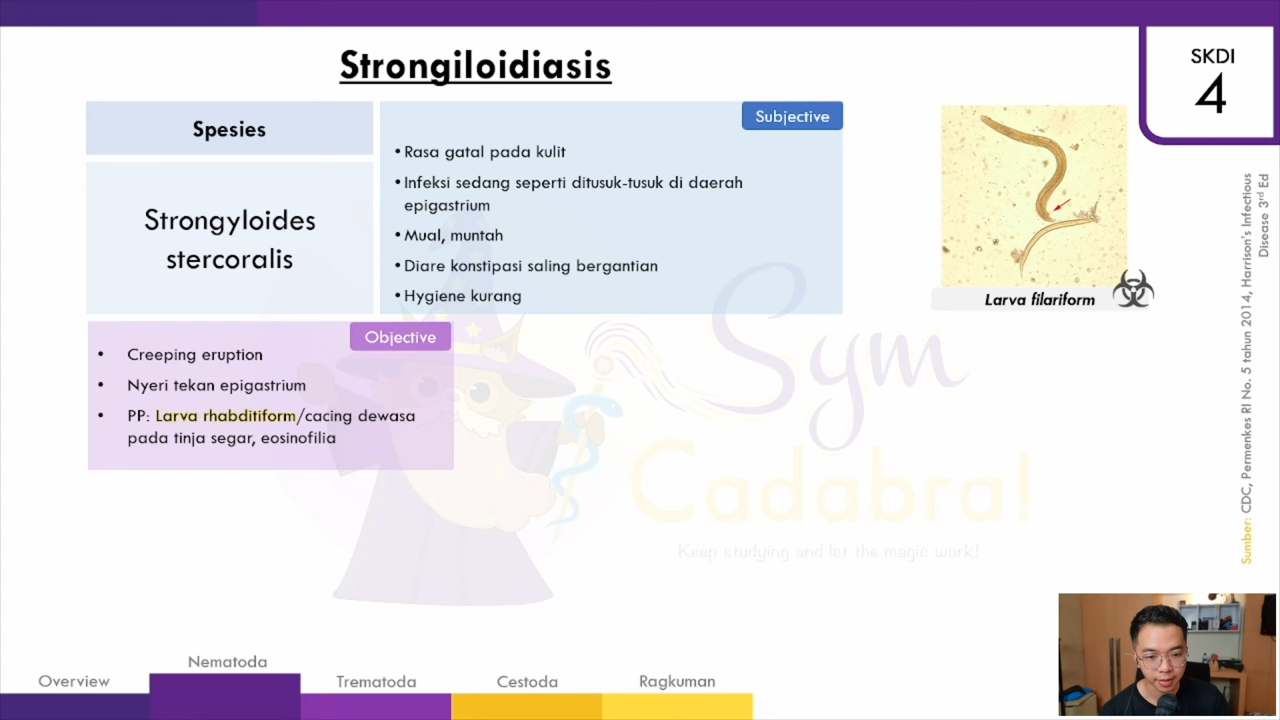 Strongiloidiasis
SKDI
4
Spesies
Strongyloides
stercoralis
Subjective
• Rasa gatal pada kulit
• Infeksi sedang seperti ditusuk-tusuk di daerah
epigastrium
• Mual, muntah
• Diare konstipasi saling bergantian
• Hygiene kurang
Larva filariform
Objective
• Creeping eruption
• Nyeri tekan epigastrium
• PP: Larva rhabditiform/cacing dewasa
pada tinja segar, eosinofilia
Sym
Cadabra!
Keep studying and let the magic work!
Sumber: CDC, Permenkes RI No. 5 tahun 2014, Harrison's Infectious
Disease 3rd Ed
Overview
Nematoda
Trematoda
Cestoda
Ragkuman